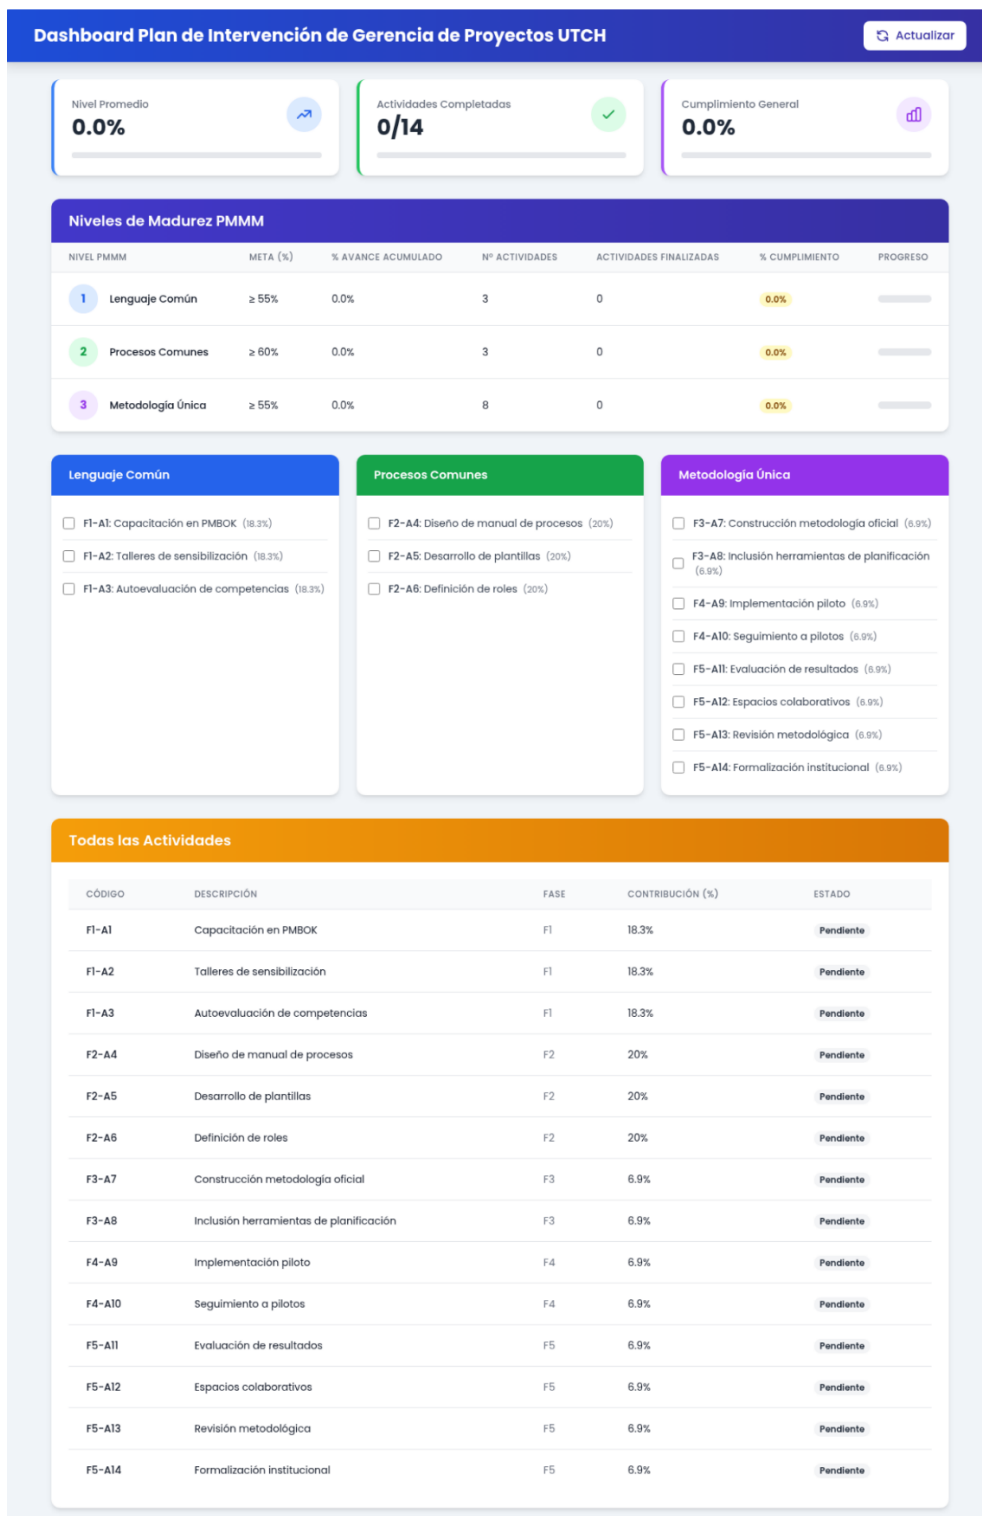 Dashboard Plan de Intervención de Gerencia de Proyectos UTCH
Actualizar
Nivel Promedio
0.0%
Actividades Completadas
0/14
Cumplimiento General
0.0%
Niveles de Madurez PMMM
NIVEL PMMM META (%) % AVANCE ACUMULADO Nº ACTIVIDADES ACTIVIDADES FINALIZADAS % CUMPLIMIENTO PROGRESO
1 Lenguaje Común ≥ 55% 0.0% 3 0 0.0%
2 Procesos Comunes ≥ 60% 0.0% 3 0 0.0%
3 Metodología Única ≥ 55% 0.0% 8 0 0.0%
Lenguaje Común
F1-A1: Capacitación en PMBOK (18.3%)
F1-A2: Talleres de sensibilización (18.3%)
F1-A3: Autoevaluación de competencias (18.3%)
Procesos Comunes
F2-A4: Diseño de manual de procesos (20%)
F2-A5: Desarrollo de plantillas (20%)
F2-A6: Definición de roles (20%)
Metodología Única
F3-A7: Construcción metodología oficial (6.9%)
F3-A8: Inclusión herramientas de planificación
(6.9%)
F4-A9: Implementación piloto (6.9%)
F4-A10: Seguimiento a pilotos (6.9%)
F5-A11: Evaluación de resultados (6.9%)
F5-A12: Espacios colaborativos (6.9%)
F5-A13: Revisión metodológica (6.9%)
F5-A14: Formalización institucional (6.9%)
Todas las Actividades
CÓDIGO DESCRIPCIÓN FASE CONTRIBUCIÓN (%) ESTADO
F1-A1 Capacitación en PMBOK F1 18.3% Pendiente
F1-A2 Talleres de sensibilización F1 18.3% Pendiente
F1-A3 Autoevaluación de competencias F1 18.3% Pendiente
F2-A4 Diseño de manual de procesos F2 20% Pendiente
F2-A5 Desarrollo de plantillas F2 20% Pendiente
F2-A6 Definición de roles F2 20% Pendiente
F3-A7 Construcción metodología oficial F3 6.9% Pendiente
F3-A8 Inclusión herramientas de planificación F3 6.9% Pendiente
F4-A9 Implementación piloto F4 6.9% Pendiente
F4-A10 Seguimiento a pilotos F4 6.9% Pendiente
F5-A11 Evaluación de resultados F5 6.9% Pendiente
F5-A12 Espacios colaborativos F5 6.9% Pendiente
F5-A13 Revisión metodológica F5 6.9% Pendiente
F5-A14 Formalización institucional F5 6.9% Pendiente